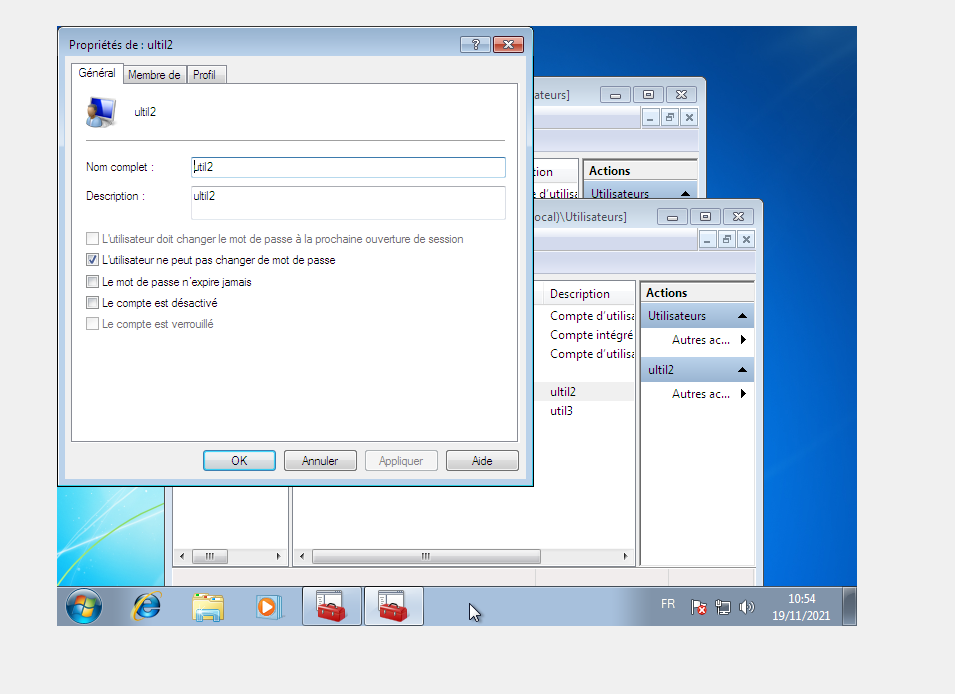 Propriétés de : ultil2
Général
Membre de
Profil
ultil2
Nom complet :
util2
Description :
ultil2
L'utilisateur doit changer le mot de passe à la prochaine ouverture de session
L'utilisateur ne peut pas changer de mot de passe
Le mot de passe n'expire jamais
Le compte est désactivé
Le compte est verrouillé
OK
Annuler
Appliquer
Aide
ateurs]
tion
Actions
e d'utilisa
Utilisateurs
ocal)\Utilisateurs]
Description
Actions
Compte d'utilisa
Utilisateurs
Compte intégré
Autres ac...
Compte d'utilisa
ultil2
ultil2
Autres ac...
util3
FR
10:54
19/11/2021